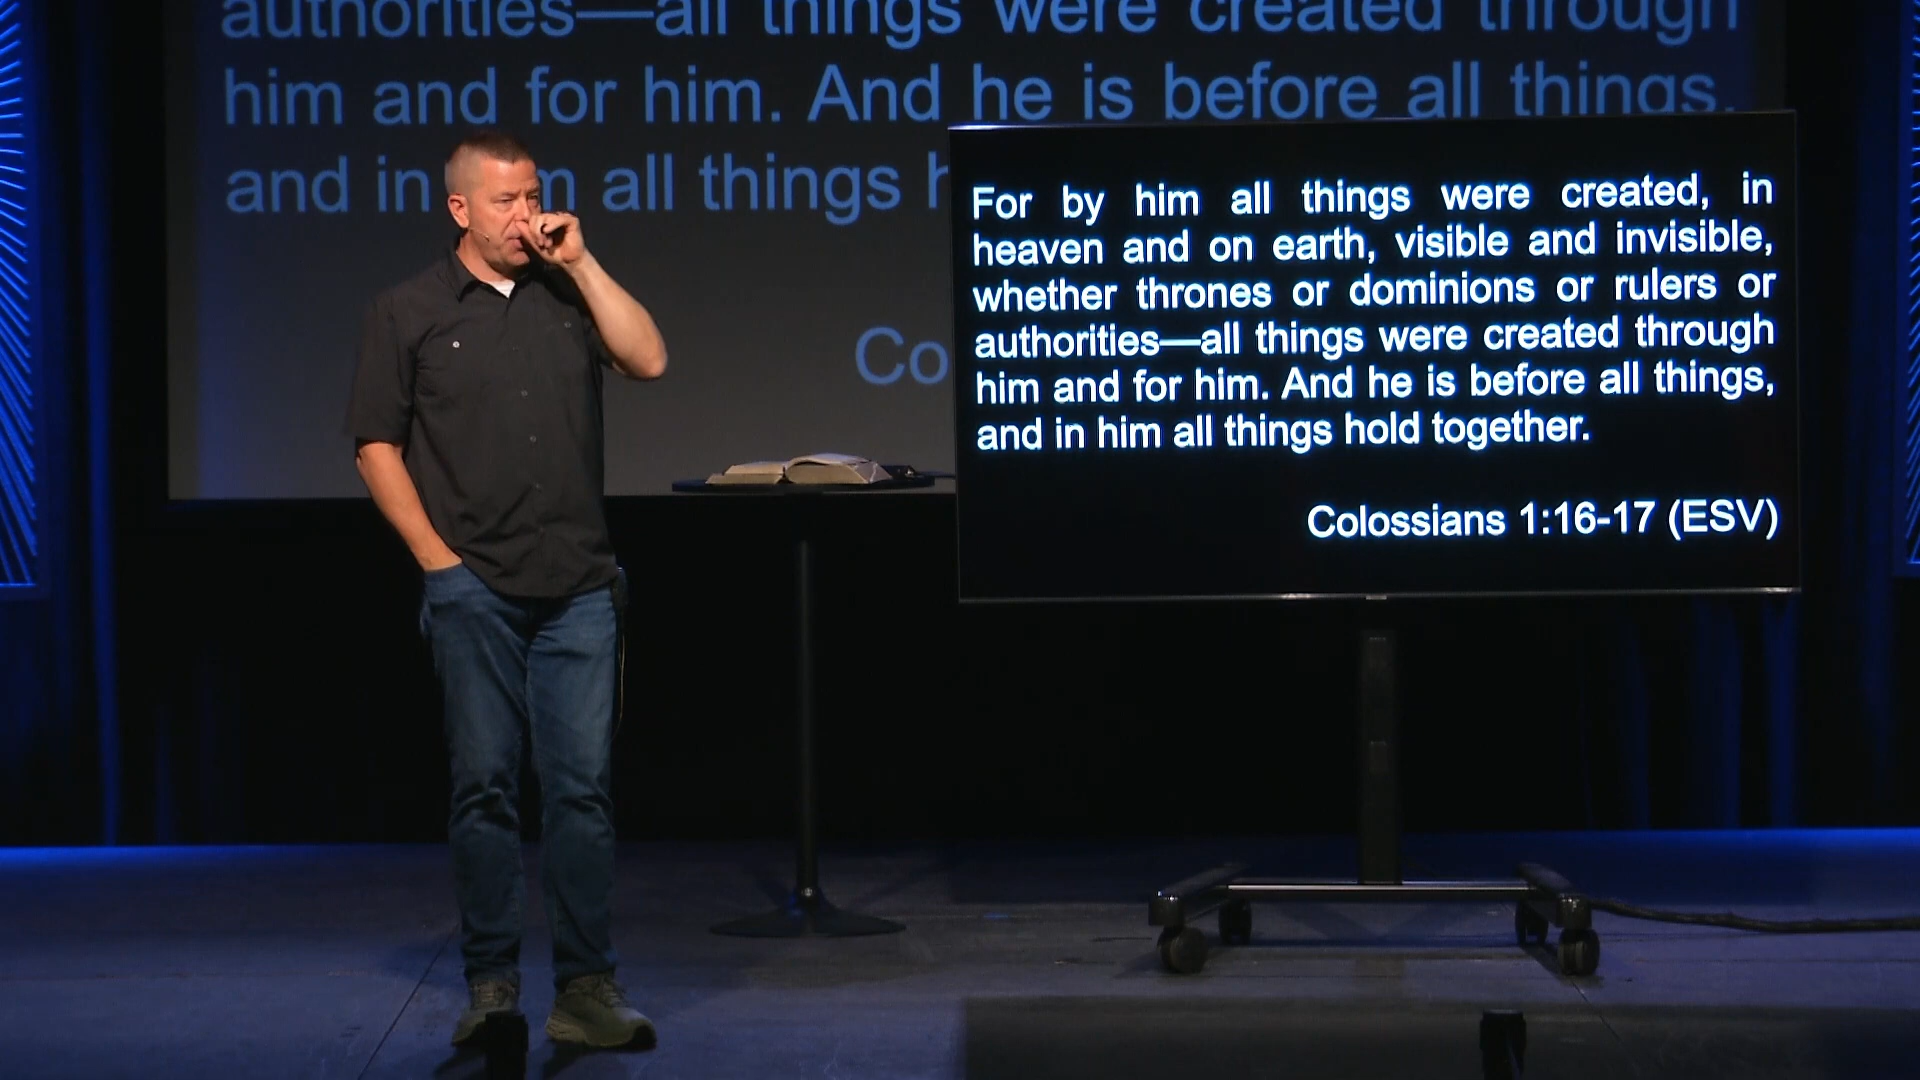 authorities—all things were created through
him and for him. And he is before all things,
and in him all things
Co
For by him all things were created, in
heaven and on earth, visible and invisible,
whether thrones or dominions or rulers or
authorities—all things were created through
him and for him. And he is before all things,
and in him all things hold together.
Colossians 1:16-17 (ESV)